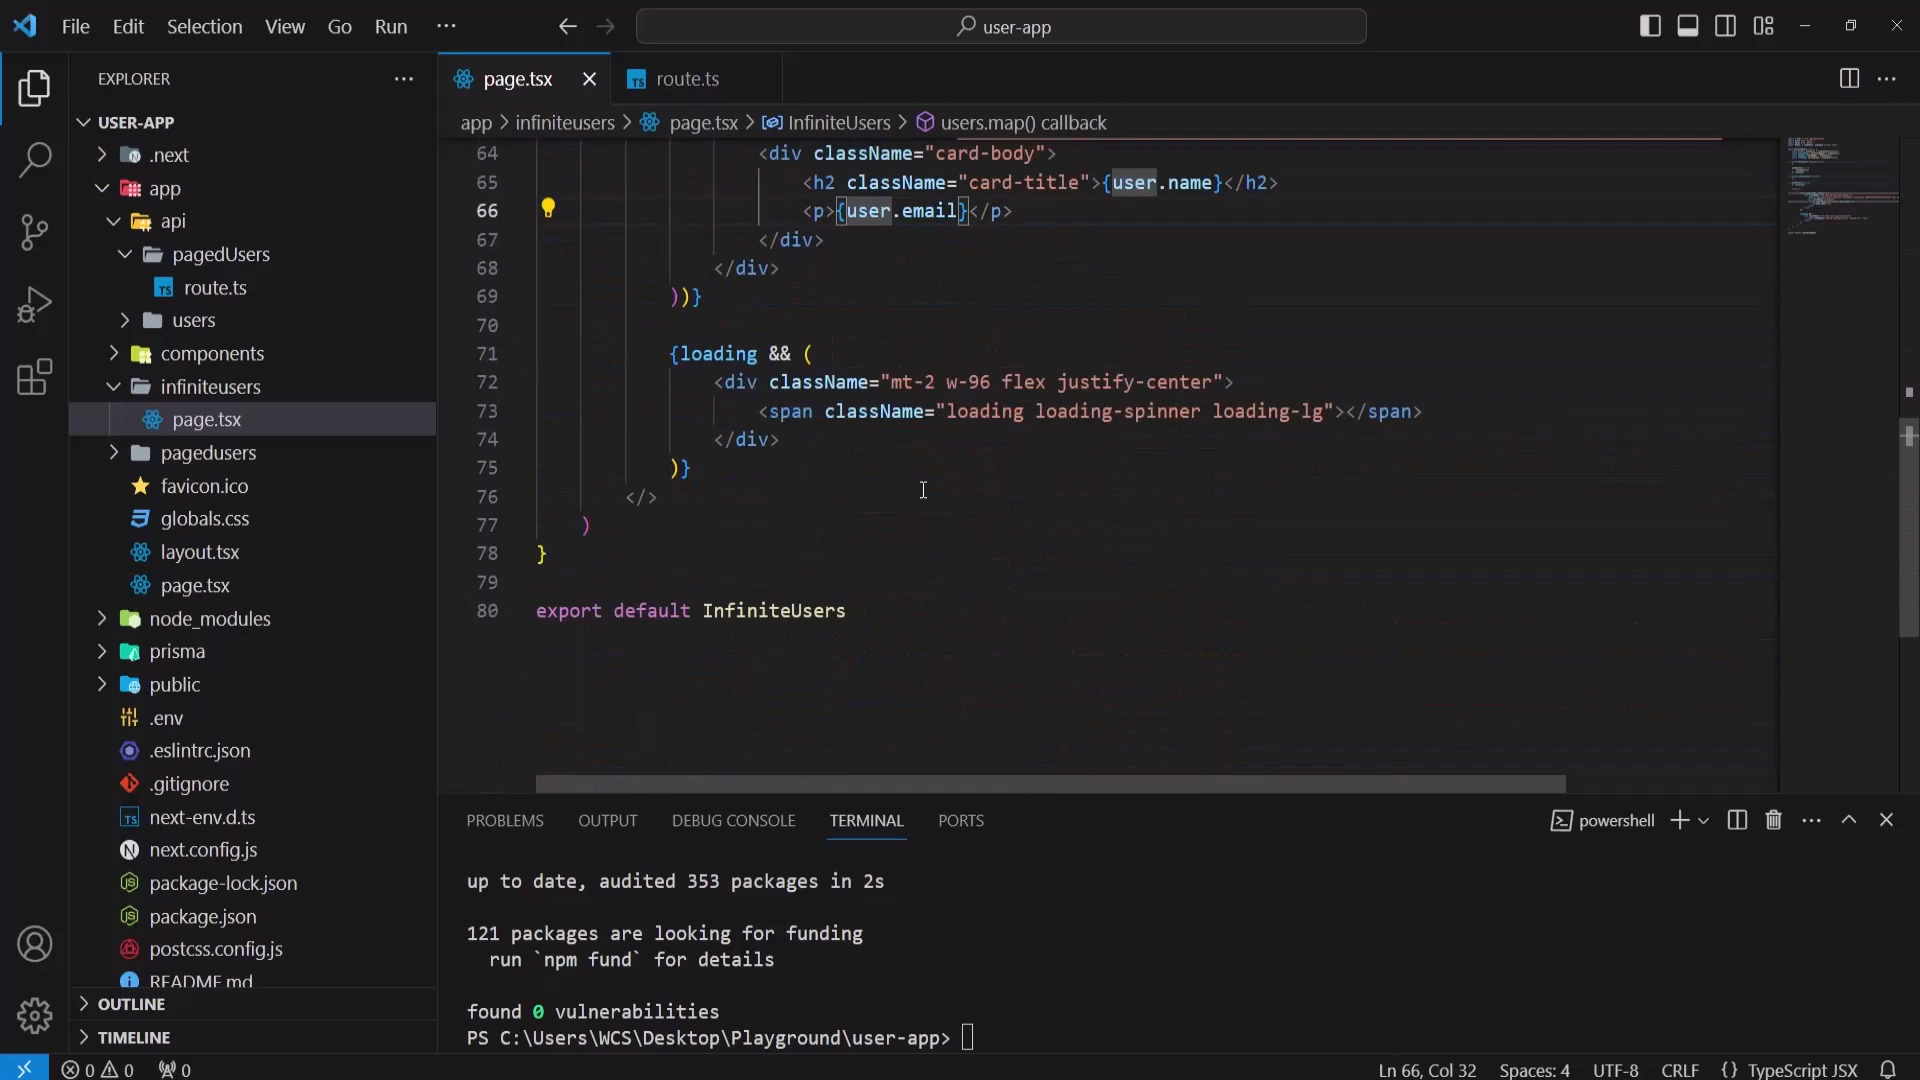 File Edit Selection View Go Run ···
user-app
EXPLORER
USER-APP
.next
app
api
pagedUsers
route.ts
users
components
infiniteusers
page.tsx
pagedusers
favicon.ico
globals.css
layout.tsx
page.tsx
node_modules
prisma
public
.env
.eslintrc.json
.gitignore
next-env.d.ts
next.config.js
package-lock.json
package.json
postcss.config.js
README.md
OUTLINE
TIMELINE
page.tsx
route.ts
app > infiniteusers > page.tsx > InfiniteUsers > users.map() callback
64 <div className="card-body">
65 <h2 className="card-title">{user.name}</h2>
66 <p>{user.email}</p>
67 </div>
68 </div>
69 ))}
70
71 {loading && (
72 <div className="mt-2 w-96 flex justify-center">
73 <span className="loading loading-spinner loading-lg"></span>
74 </div>
75 )}
76 </>
77 )
78 }
79
80 export default InfiniteUsers
PROBLEMS OUTPUT DEBUG CONSOLE TERMINAL PORTS
powershell
up to date, audited 353 packages in 2s
121 packages are looking for funding
run `npm fund` for details
found 0 vulnerabilities
PS C:\Users\WCS\Desktop\Playground\user-app>
0 0 0
Ln 66, Col 32 Spaces: 4 UTF-8 CRLF {} TypeScript JSX